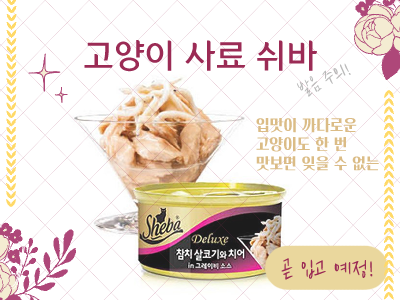 고양이 사료 쉬바
발음 주의!
입맛이 까다로운
고양이도 한 번
맛보면 잊을 수 없는
Sheba
Deluxe
참치 살코기와 치어
in 그레이비 소스
곧 입고 예정!